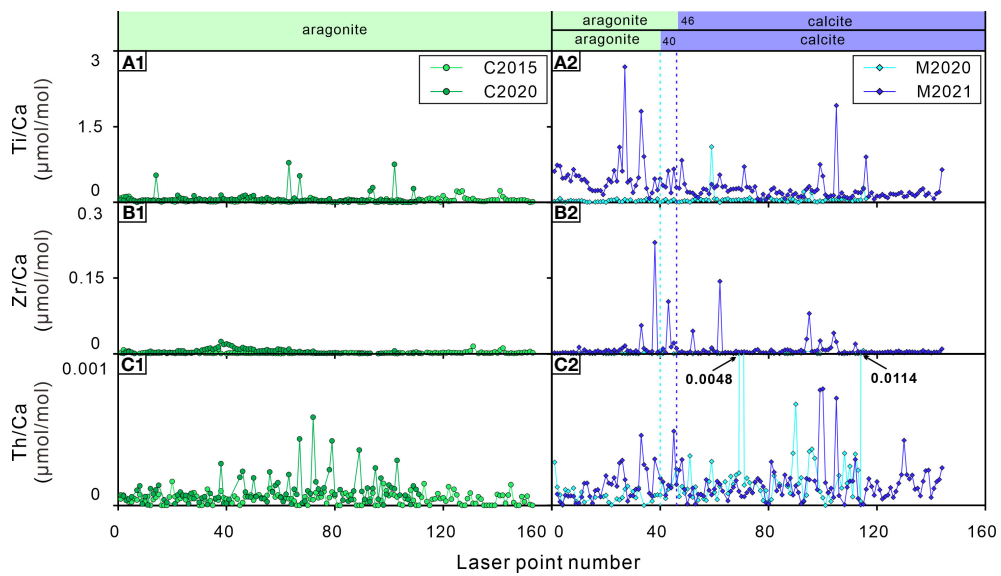 aragonite
aragonite 46 calcite
aragonite 40 calcite
A1
C2015
C2020
A2
M2020
M2021
Ti/Ca
(μmol/mol)
3
1.5
0
B1
B2
Zr/Ca
(μmol/mol)
0.3
0.15
0
C1
C2
0.0048
0.0114
Th/Ca
(μmol/mol)
0.001
0
0 40 80 120 160 0 40 80 120 160
Laser point number